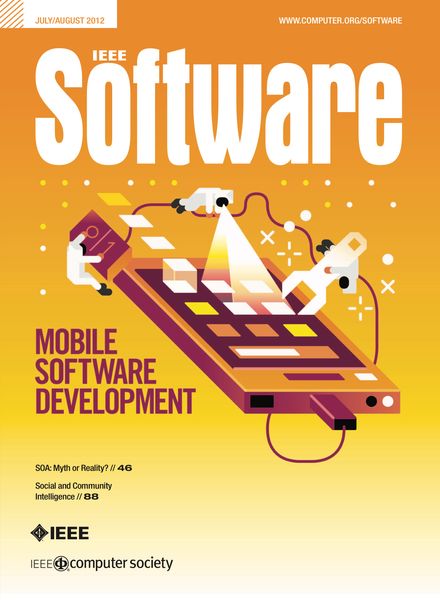 JULY/AUGUST 2012
WWW.COMPUTER.ORG/SOFTWARE
IEEE
Software
MOBILE
SOFTWARE
DEVELOPMENT
SOA: Myth or Reality? // 46
Social and Community
Intelligence // 88
IEEE
IEEE computer society